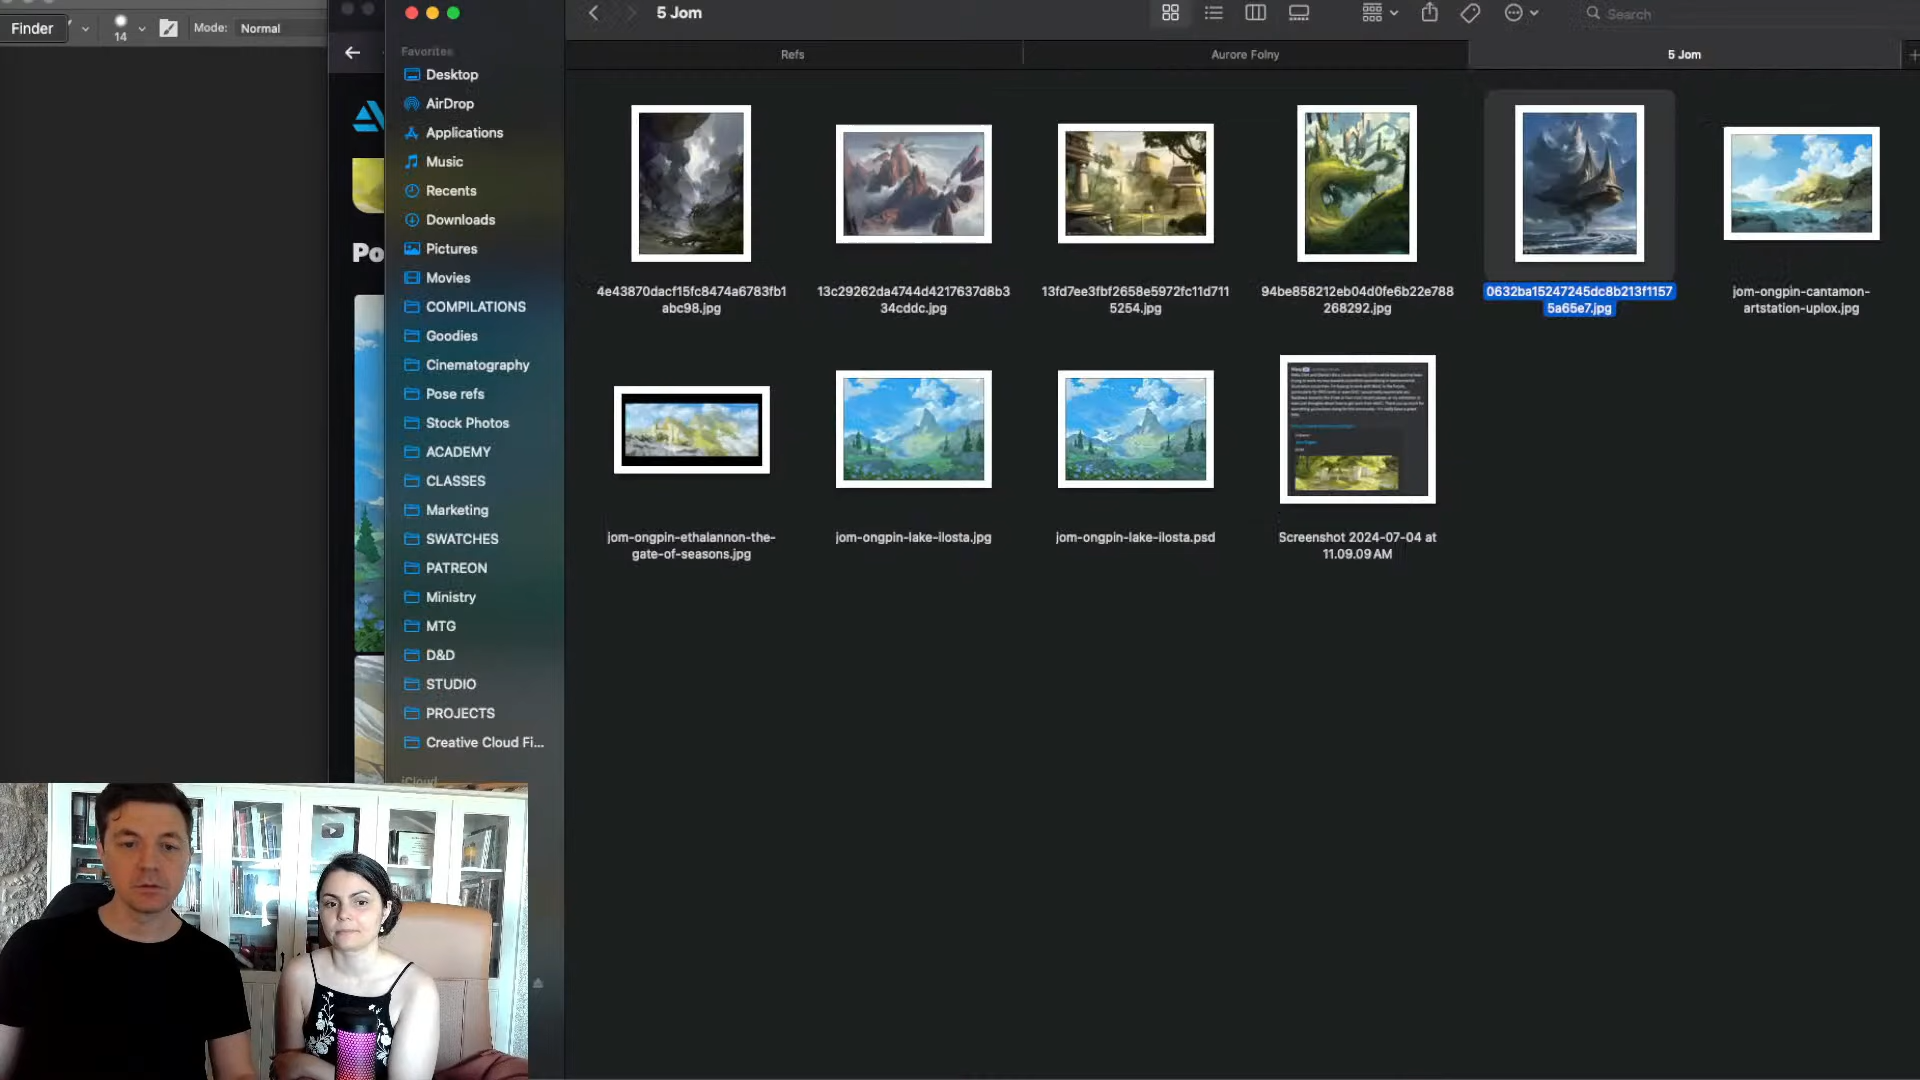 Finder
14
Mode: Normal
Po
Favorites
Desktop
AirDrop
Applications
Music
Recents
Downloads
Pictures
Movies
COMPILATIONS
Goodies
Cinematography
Pose refs
Stock Photos
ACADEMY
CLASSES
Marketing
SWATCHES
PATREON
Ministry
MTG
D&D
STUDIO
PROJECTS
Creative Cloud Fi...
iCloud
5 Jom
Search
Refs
Aurore Folny
5 Jom
4e43870dacf15fc8474a6783fb1
abc98.jpg
13c29262da4744d4217637d8b3
34cddc.jpg
13fd7ee3fbf2658e5972fc11d711
5254.jpg
94be858212eb04d0fe6b22e788
268292.jpg
0632ba15247245dc8b213f1157
5a65e7.jpg
jom-ongpin-cantamon-
artstation-uplox.jpg
jom-ongpin-ethalannon-the-
gate-of-seasons.jpg
jom-ongpin-lake-ilosta.jpg
jom-ongpin-lake-ilosta.psd
Screenshot 2024-07-04 at
11.09.09 AM